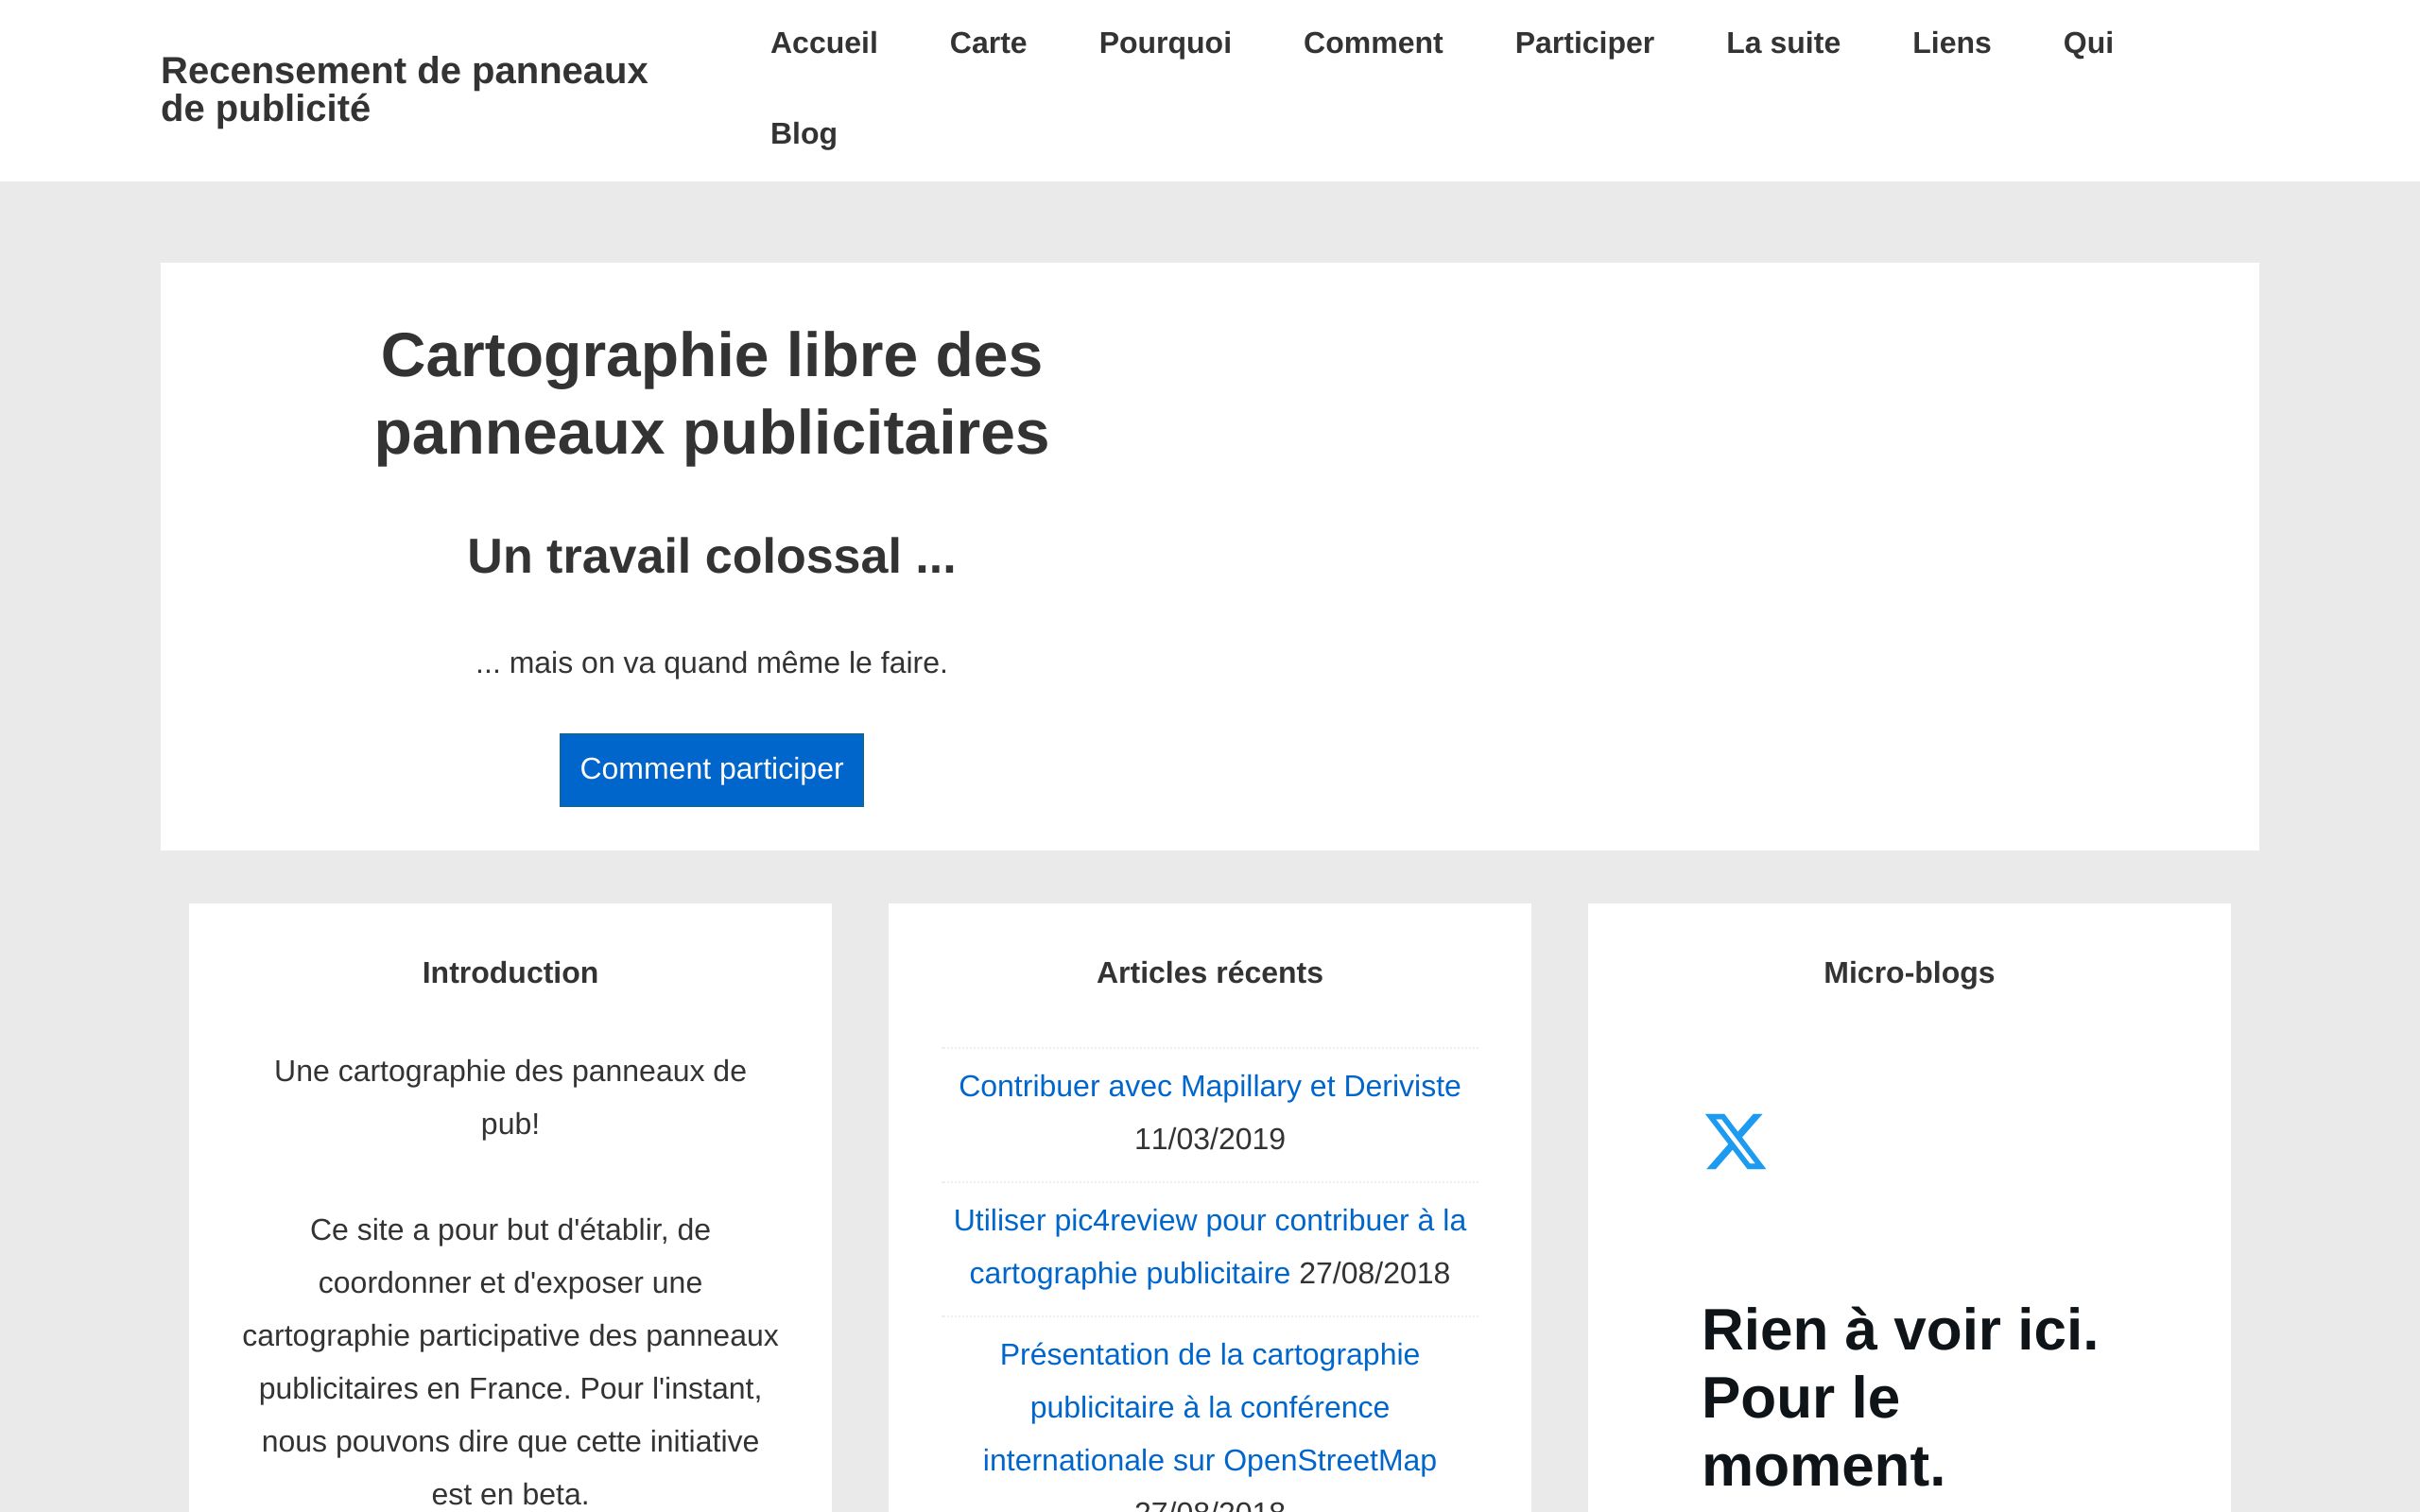 Recensement de panneaux
de publicité
Accueil Carte Pourquoi Comment Participer La suite Liens Qui
Blog
Cartographie libre des
panneaux publicitaires
Un travail colossal ...
... mais on va quand même le faire.
Comment participer
Introduction
Une cartographie des panneaux de
pub!
Ce site a pour but d'établir, de
coordonner et d'exposer une
cartographie participative des panneaux
publicitaires en France. Pour l'instant,
nous pouvons dire que cette initiative
est en beta.
Articles récents
Contribuer avec Mapillary et Deriviste
11/03/2019
Utiliser pic4review pour contribuer à la
cartographie publicitaire 27/08/2018
Présentation de la cartographie
publicitaire à la conférence
internationale sur OpenStreetMap
27/08/2018
Micro-blogs
Rien à voir ici.
Pour le
moment.